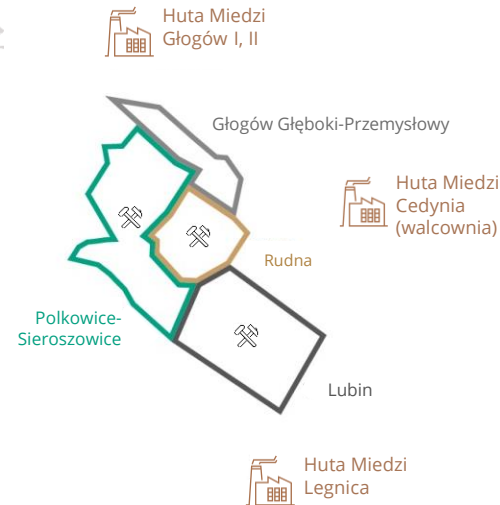 Huta Miedzi
Głogów I, II
Głogów Głęboki-Przemysłowy
Huta Miedzi
Cedynia
(walcownia)
Rudna
Polkowice-
Sieroszowice
Lubin
Huta Miedzi
Legnica